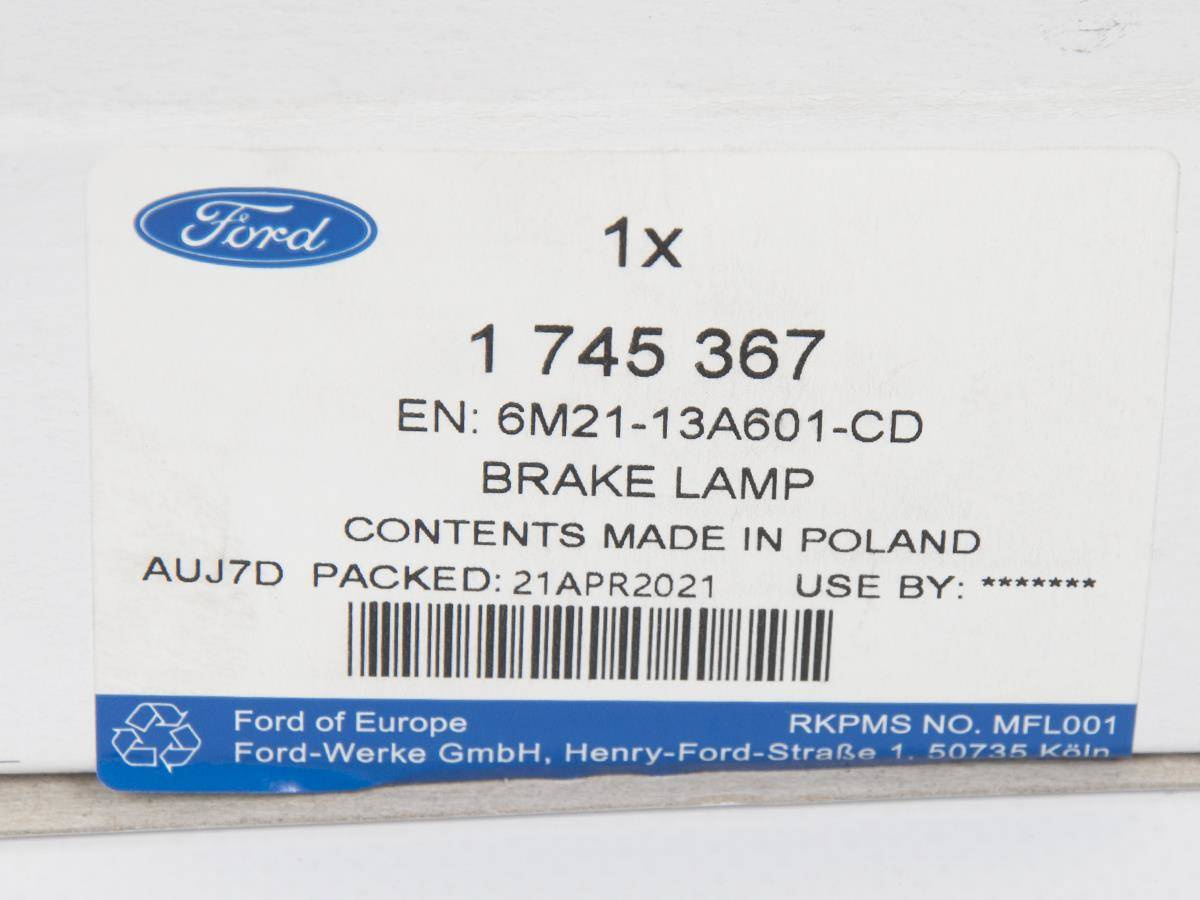 Ford
1x
1 745 367
EN: 6M21-13A601-CD
BRAKE LAMP
CONTENTS MADE IN POLAND
AUJ7D PACKED: 21APR2021 USE BY: *******
Ford of Europe RKPMS NO. MFL001
Ford-Werke GmbH, Henry-Ford-Straße 1, 50735 Köln